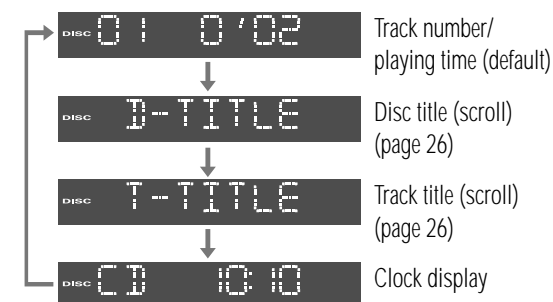 DISC 01 0'02
Track number/
playing time (default)
DISC D-TITLE
Disc title (scroll)
(page 26)
DISC T-TITLE
Track title (scroll)
(page 26)
DISC CD 10:10
Clock display